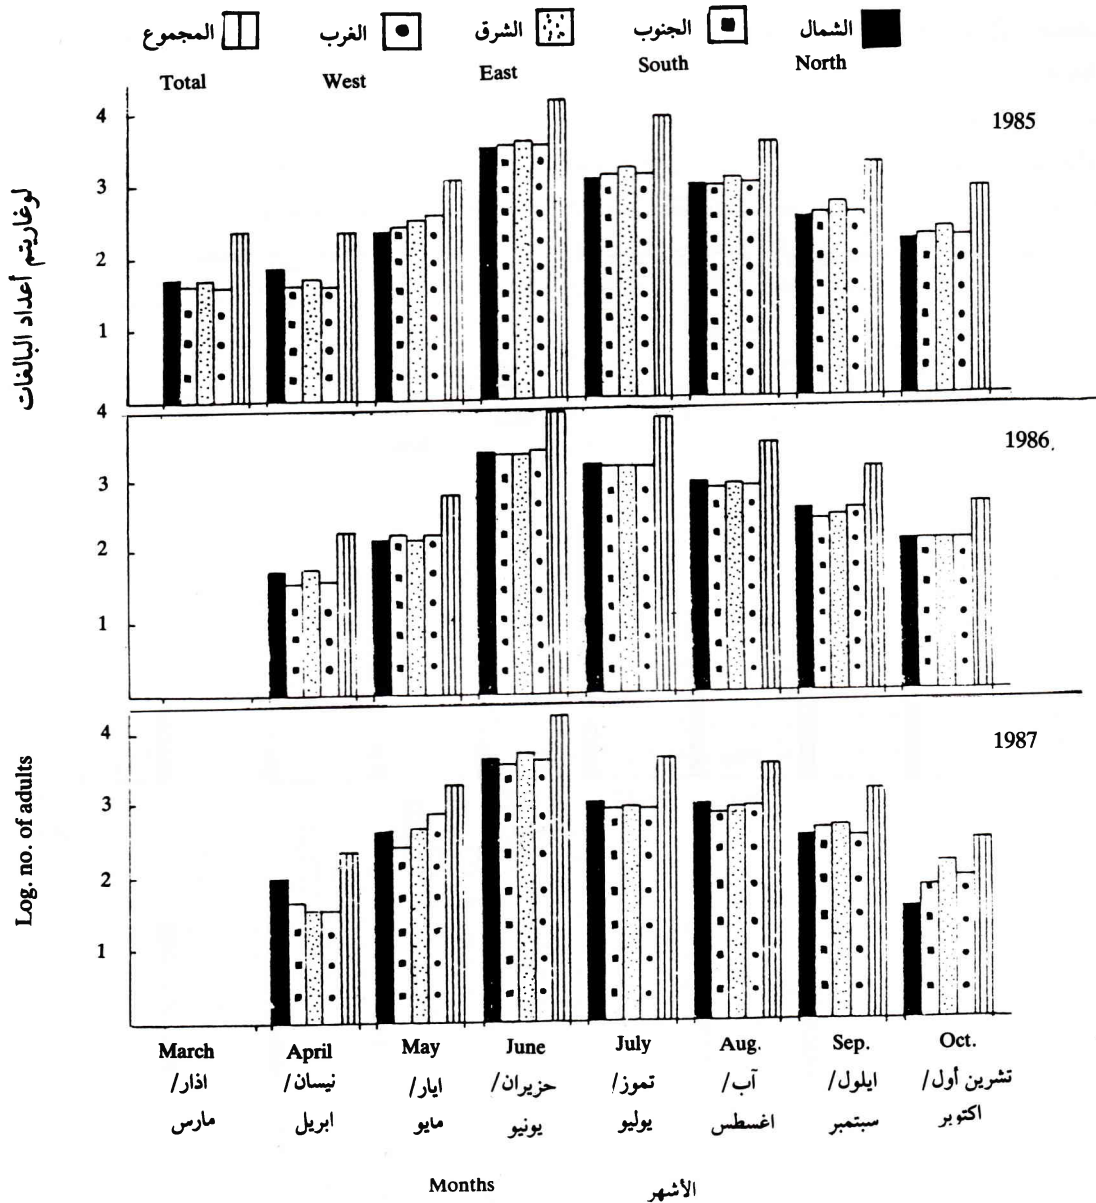 المجموع الغرب الشرق الجنوب الشمال
Total West East South North
1985
4
3
2
1
لوغاريتم أعداد البالغات
1986.
4
3
2
1
1987
4
3
2
1
Log. no. of adults
March April May June July Aug. Sep. Oct.
اذار/ نيسان/ ايار/ حزيران/ تموز/ آب/ ايلول/ تشرين أول/
مارس ابريل مايو يونيو يوليو اغسطس سبتمبر اكتوبر
Months الأشهر